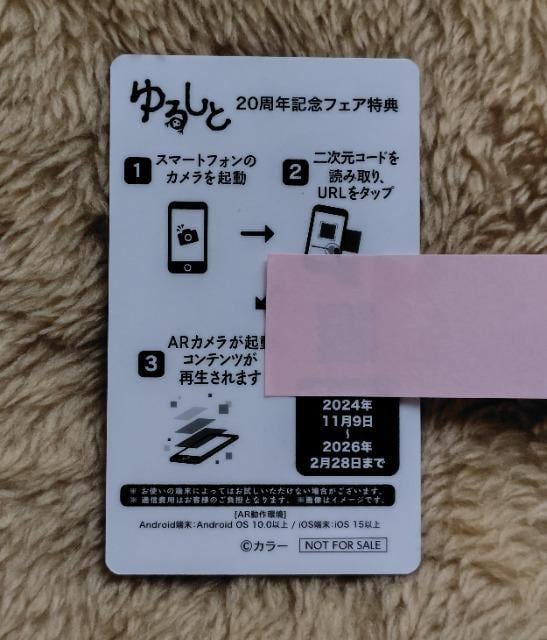 ゆるしと 20周年記念フェア特典
1 スマートフォンの
カメラを起動
2 二次元コードを
読み取り、
URLをタップ
3 ARカメラが起動
コンテンツが
再生されます
2024年
11月9日
~
2026年
2月28日まで
※ お使いの端末によってはお試しいただけない場合がございます。
※ 通信費用はお客様のご負担となります。 ※画像はイメージです。
[AR動作環境]
Android端末:Android OS 10.0以上 / iOS端末:iOS 15以上
©カラー NOT FOR SALE